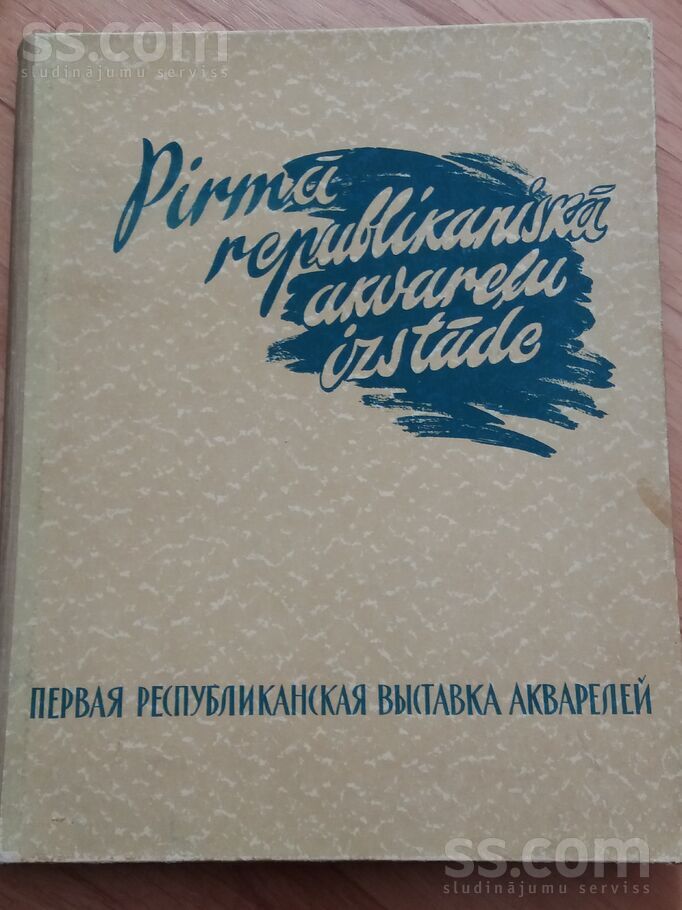 ss.com
sludinājumu serviss
Pirmā
republikaniskā
akvareļu
izstāde
ПЕРВАЯ РЕСПУБЛИКАНСКАЯ ВЫСТАВКА АКВАРЕЛЕЙ
ss.com
sludinājumu serviss